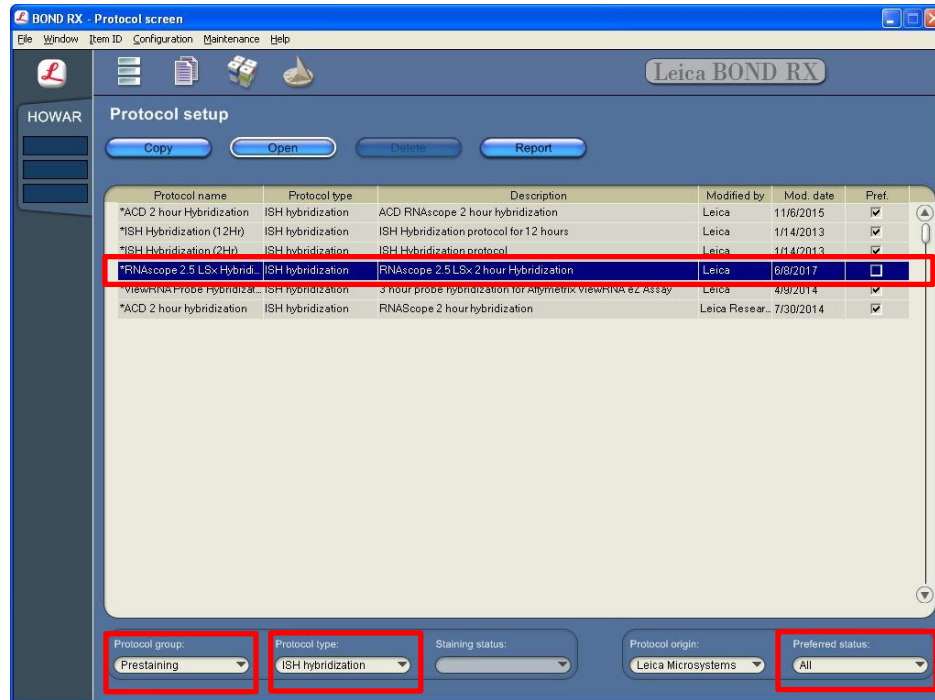 BOND RX - Protocol screen
File Window Item ID Configuration Maintenance Help
Leica BOND RX
HOWAR
Protocol setup
Copy Open Delete Report
Protocol name Protocol type Description Modified by Mod. date Pref.
*ACD 2 hour Hybridization ISH hybridization ACD RNAscope 2 hour hybridization Leica 11/6/2015
*ISH Hybridization (12Hr) ISH hybridization ISH Hybridization protocol for 12 hours Leica 1/14/2013
*ISH Hybridization (2Hr) ISH hybridization ISH Hybridization protocol Leica 1/14/2013
*RNAscope 2.5 LSx Hybridi... ISH hybridization RNAscope 2.5 LSx 2 hour Hybridization Leica 6/8/2017
*ViewRNA Probe Hybridizat... ISH hybridization 3 hour probe hybridization for Affymetrix ViewRNA eZ Assay Leica 4/9/2014
*ACD 2 hour hybridization ISH hybridization RNAScope 2 hour hybridization Leica Resear... 7/30/2014
Protocol group: Protocol type: Staining status: Protocol origin: Preferred status:
Prestaining ISH hybridization Leica Microsystems All